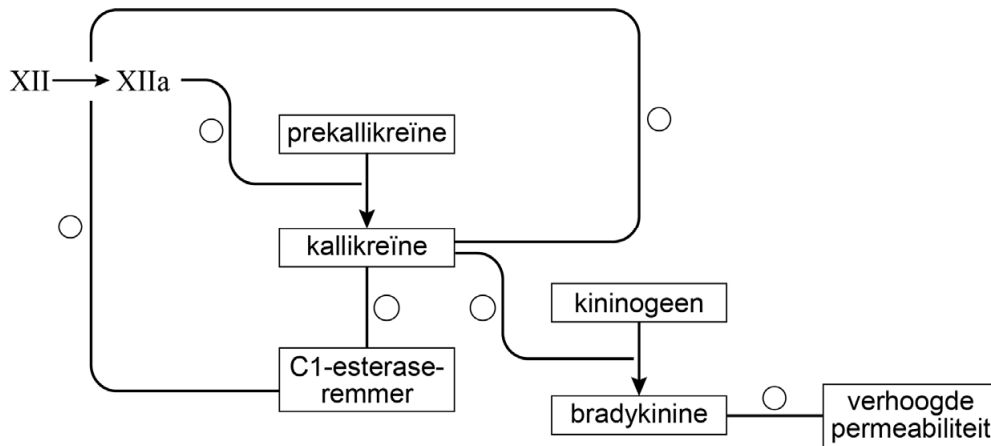 XII
XIIa
prekallikreïne
kallikreïne
kininogeen
C1-esterase-
remmer
bradykinine
verhoogde
permeabiliteit